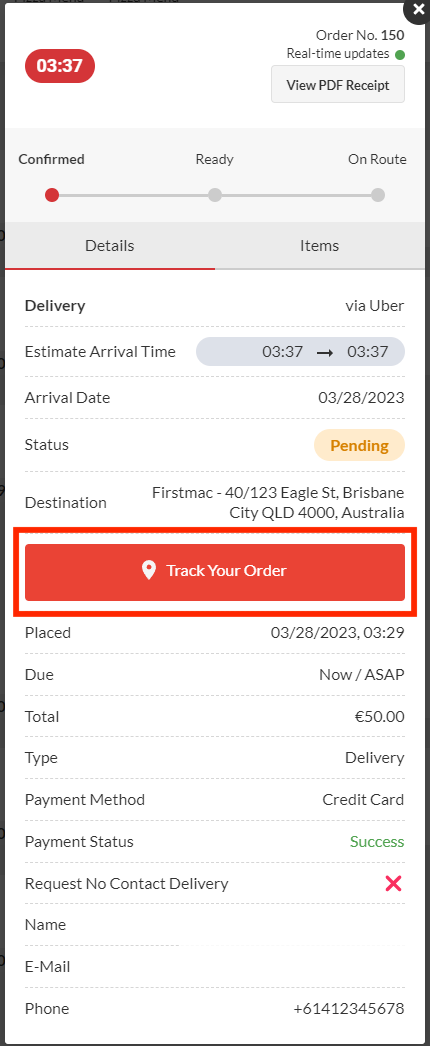 Order No. 150
03:37
Real-time updates
View PDF Receipt
Confirmed Ready On Route
Details Items
Delivery via Uber
Estimate Arrival Time 03:37 → 03:37
Arrival Date 03/28/2023
Status Pending
Destination Firstmac - 40/123 Eagle St, Brisbane
City QLD 4000, Australia
Track Your Order
Placed 03/28/2023, 03:29
Due Now / ASAP
Total €50.00
Type Delivery
Payment Method Credit Card
Payment Status Success
Request No Contact Delivery
Name
E-Mail
Phone +61412345678